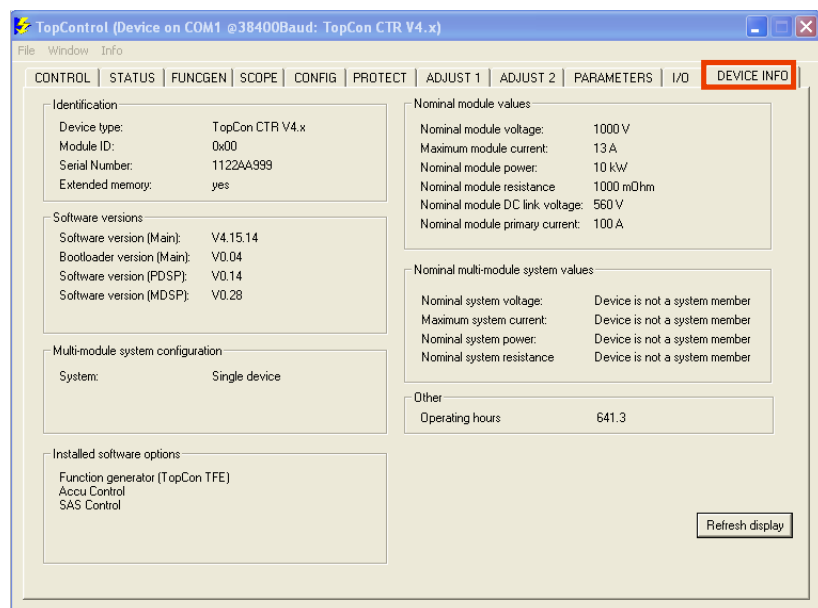 TopControl (Device on COM1 @38400Baud: TopCon CTR V4.x)
File Window Info
CONTROL STATUS FUNCGEN SCOPE CONFIG PROTECT ADJUST 1 ADJUST 2 PARAMETERS I/O DEVICE INFO
Identification
Device type: TopCon CTR V4.x
Module ID: 0x00
Serial Number: 1122AA999
Extended memory: yes
Software versions
Software version (Main): V4.15.14
Bootloader version (Main): V0.04
Software version (PDSP): V0.14
Software version (MDSP): V0.28
Multi-module system configuration
System: Single device
Installed software options
Function generator (TopCon TFE)
Accu Control
SAS Control
Nominal module values
Nominal module voltage: 1000 V
Maximum module current: 13 A
Nominal module power: 10 kW
Nominal module resistance 1000 mOhm
Nominal module DC link voltage: 560 V
Nominal module primary current: 100 A
Nominal multi-module system values
Nominal system voltage: Device is not a system member
Maximum system current: Device is not a system member
Nominal system power: Device is not a system member
Nominal system resistance Device is not a system member
Other
Operating hours 641.3
Refresh display